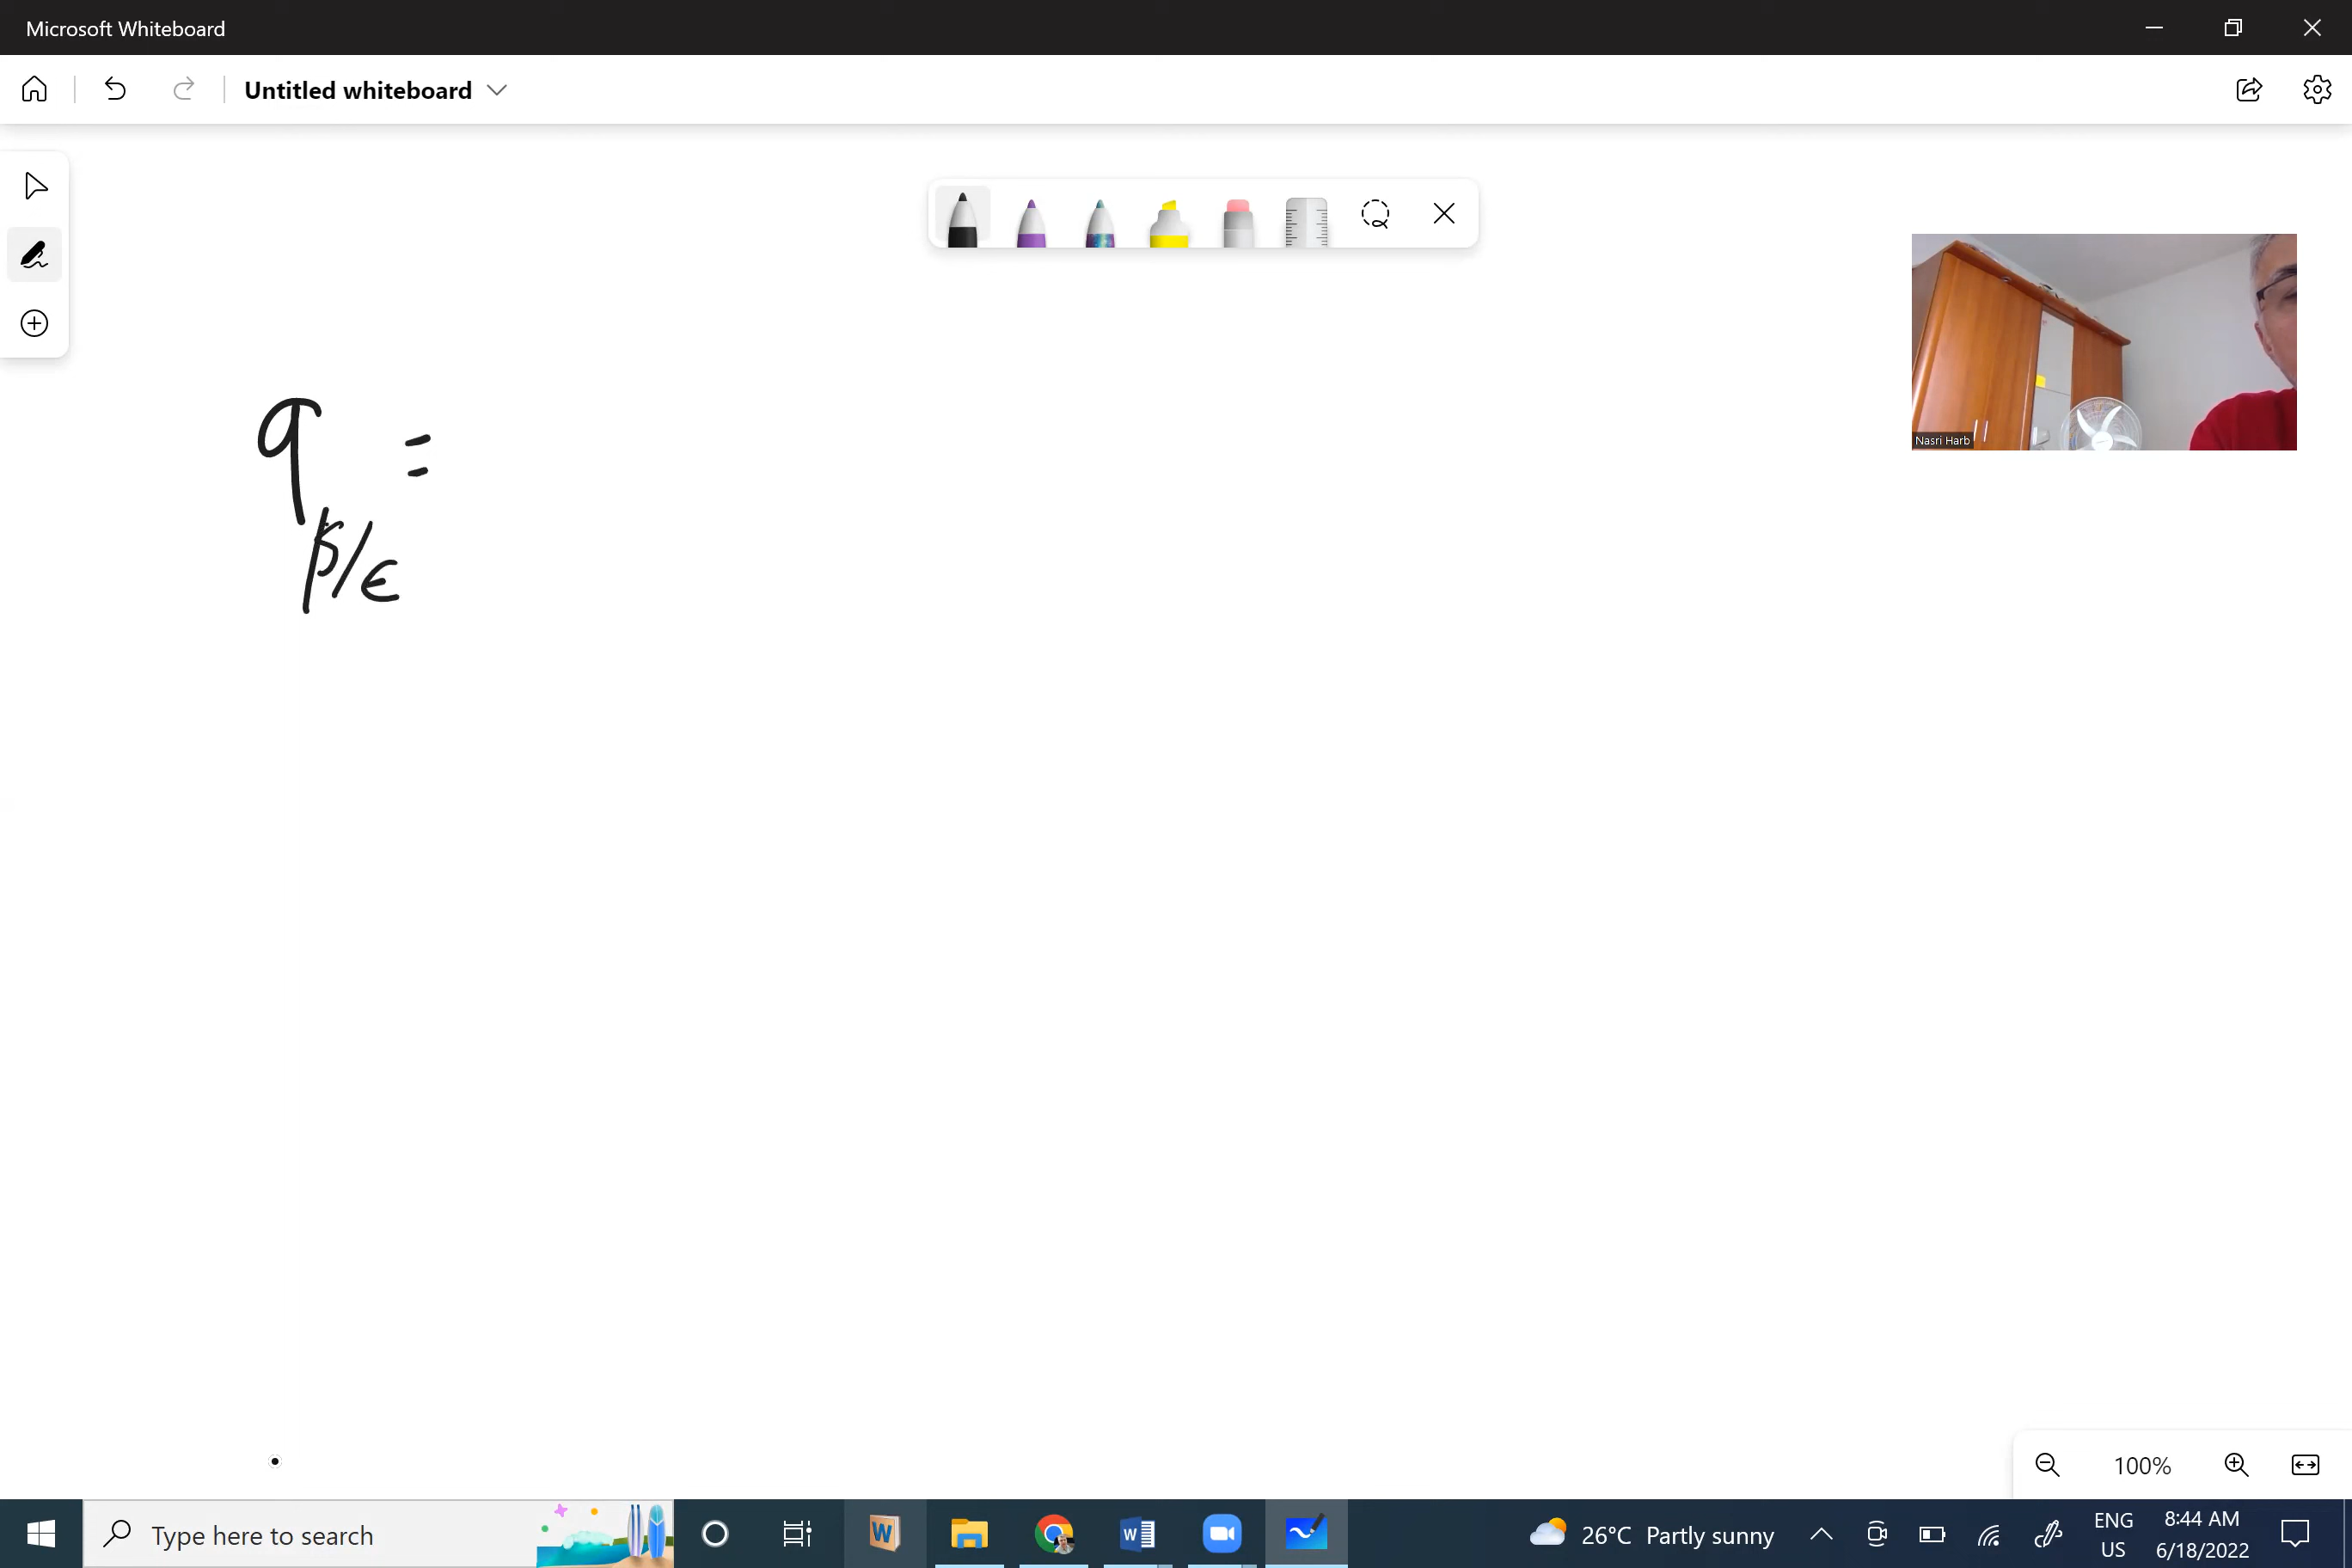 Microsoft Whiteboard
Untitled whiteboard
Nasri Harb
q =
/ε
100%
Type here to search
26°C Partly sunny
ENG
US
8:44 AM
6/18/2022